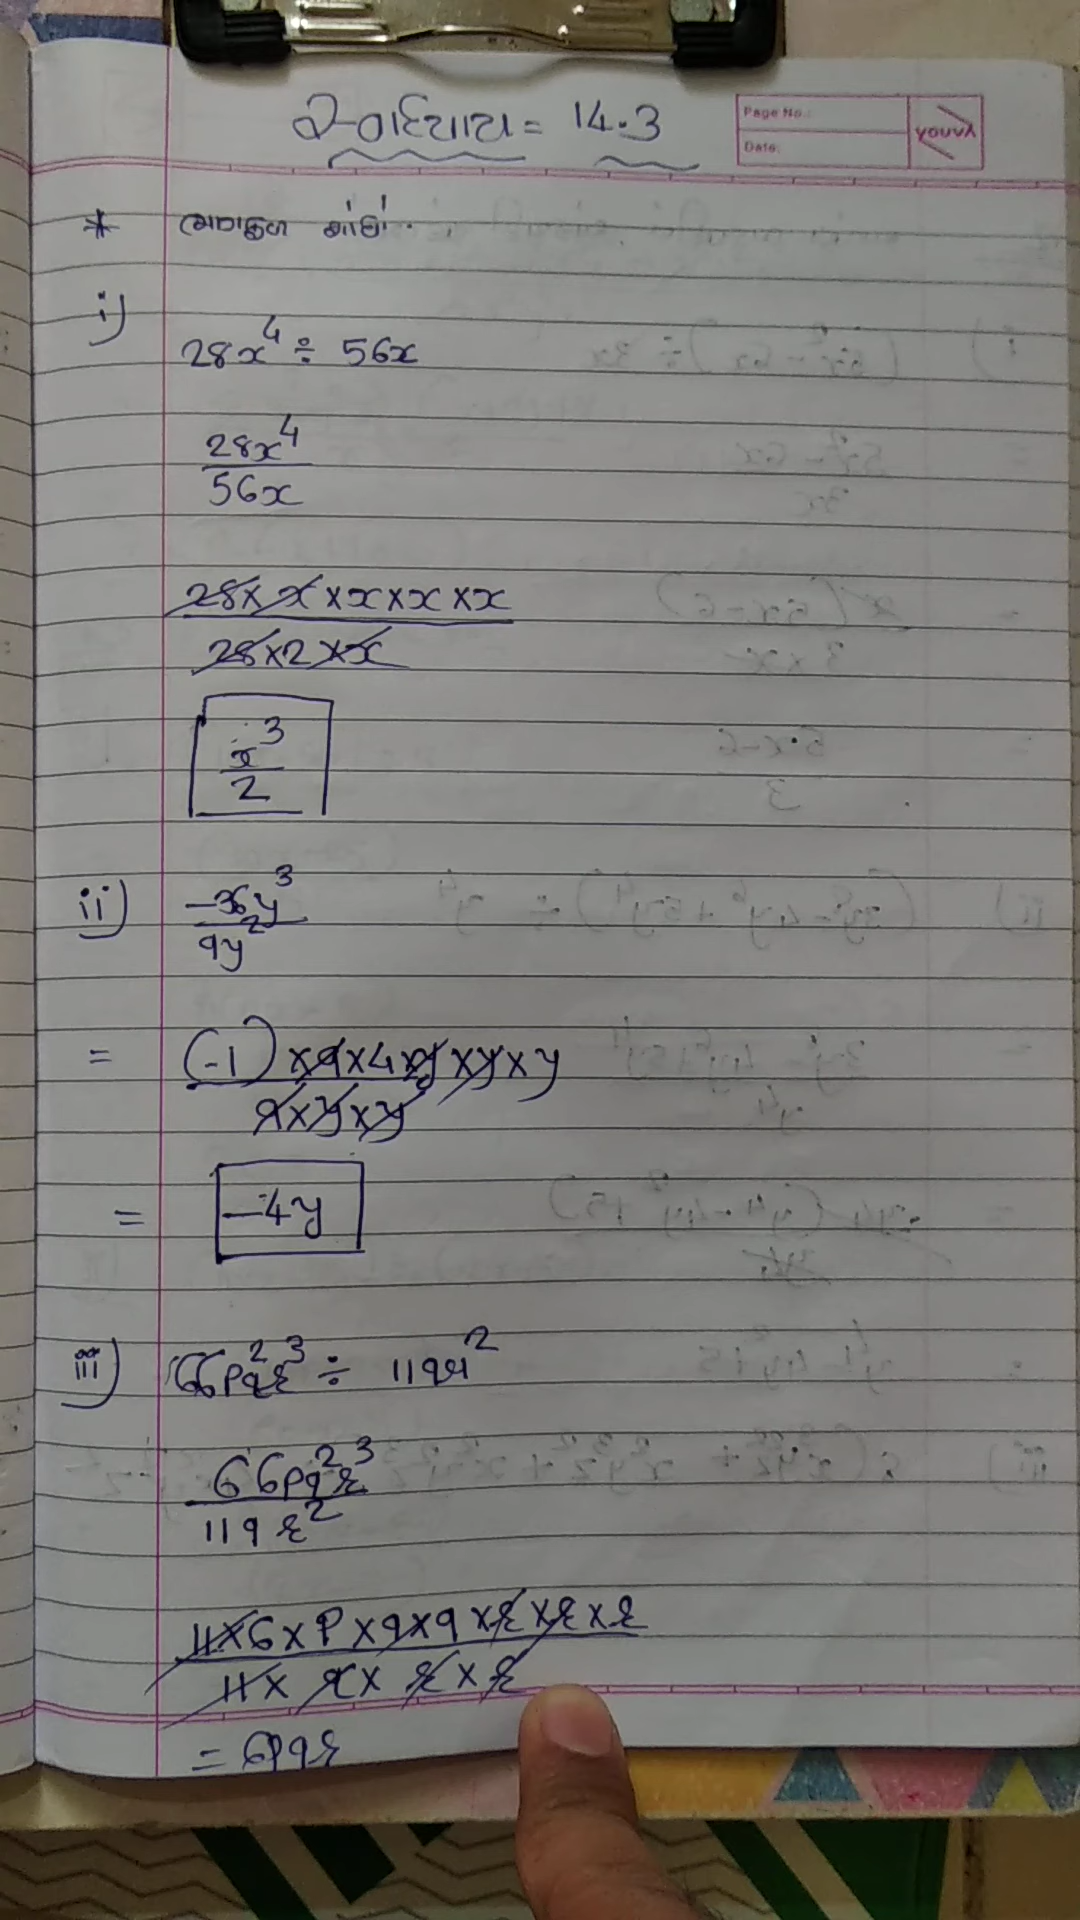 સ્વાધ્યાય = 14.3
Page No.:
Date:
YOUVA
* ભાગાકાર શોધો.
i)
28x⁴ ÷ 56x
28x⁴
56x
28 × x × x × x × x
28 × 2 × x
x³
2
ii) -36y³
9y²
= (-1) × 9 × 4 × y × y × y
9 × y × y
= -4y
iii) 66pq²r³ ÷ 11qr²
66pq²r³
11qr²
11 × 6 × p × q × q × r × r × r
11 × q × r × r
= 6pqr